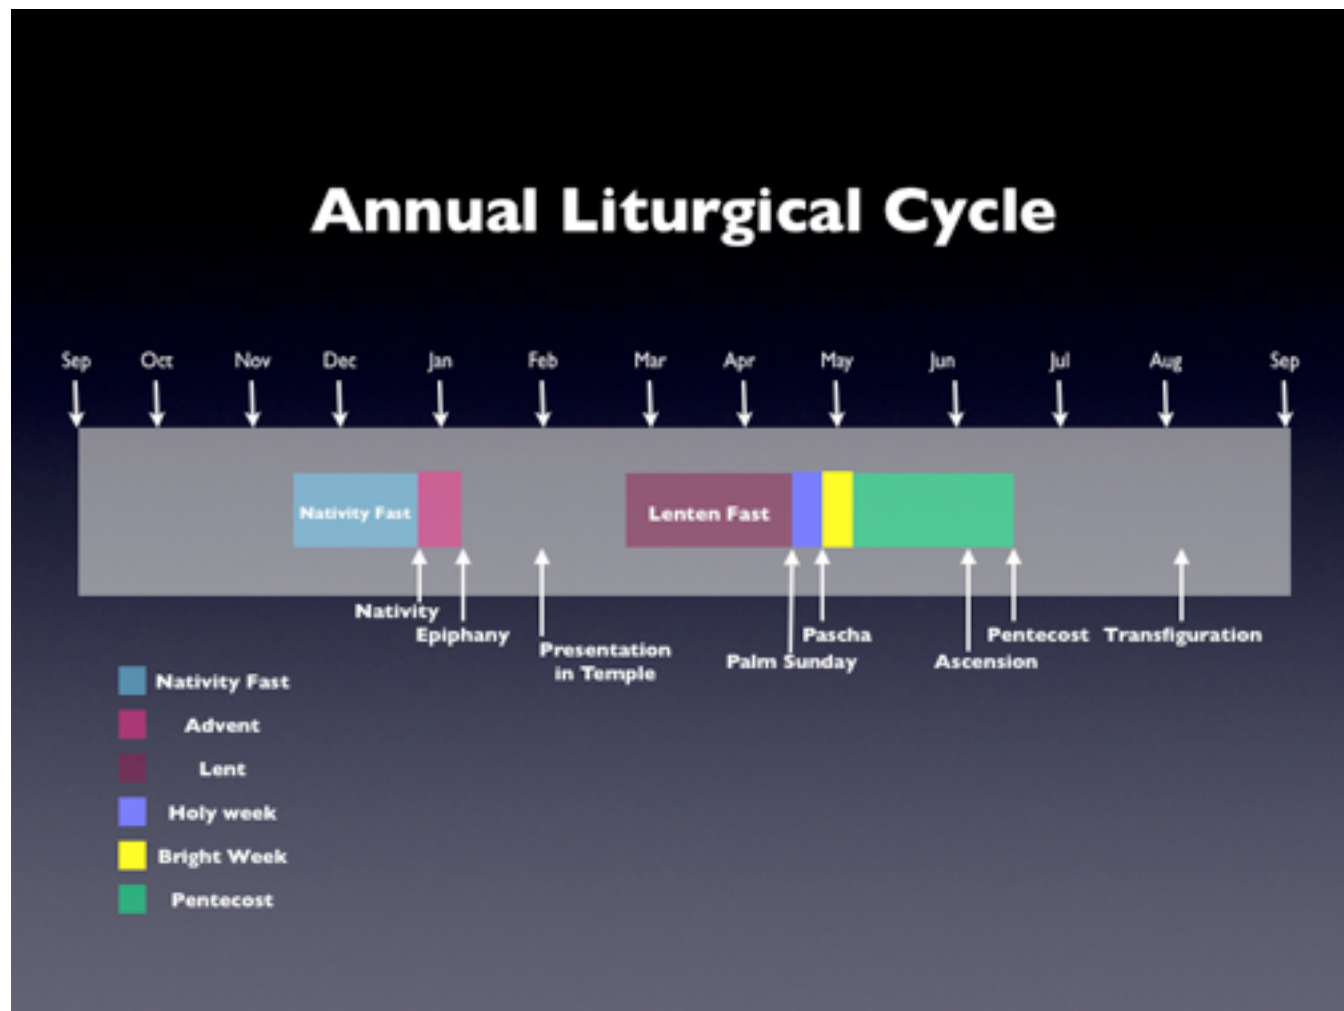 Annual Liturgical Cycle
Sep Oct Nov Dec Jan Feb Mar Apr May Jun Jul Aug Sep
Nativity Fast
Lenten Fast
Nativity
Epiphany
Presentation
in Temple
Palm Sunday
Pascha
Ascension
Pentecost
Transfiguration
Nativity Fast
Advent
Lent
Holy week
Bright Week
Pentecost